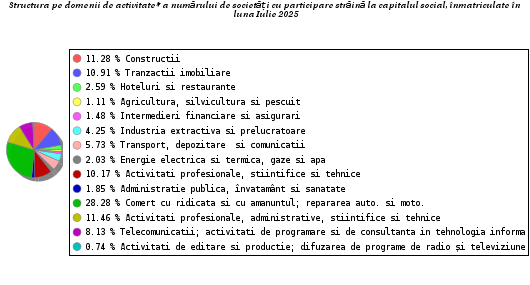 Structura pe domenii de activitate* a numărului de societăți cu participare străină la capitalul social, înmatriculate în
luna Iulie 2025
11.28 % Constructii
10.91 % Tranzactii imobiliare
2.59 % Hoteluri si restaurante
1.11 % Agricultura, silvicultura si pescuit
1.48 % Intermedieri financiare si asigurari
4.25 % Industria extractiva si prelucratoare
5.73 % Transport, depozitare si comunicatii
2.03 % Energie electrica si termica, gaze si apa
10.17 % Activitati profesionale, stiintifice si tehnice
1.85 % Administratie publica, învatamânt si sanatate
28.28 % Comert cu ridicata si cu amanuntul; repararea auto. si moto.
11.46 % Activitati profesionale, administrative, stiintifice si tehnice
8.13 % Telecomunicatii; activitati de programare si de consultanta in tehnologia informa
0.74 % Activitati de editare si productie; difuzarea de programe de radio și televiziune